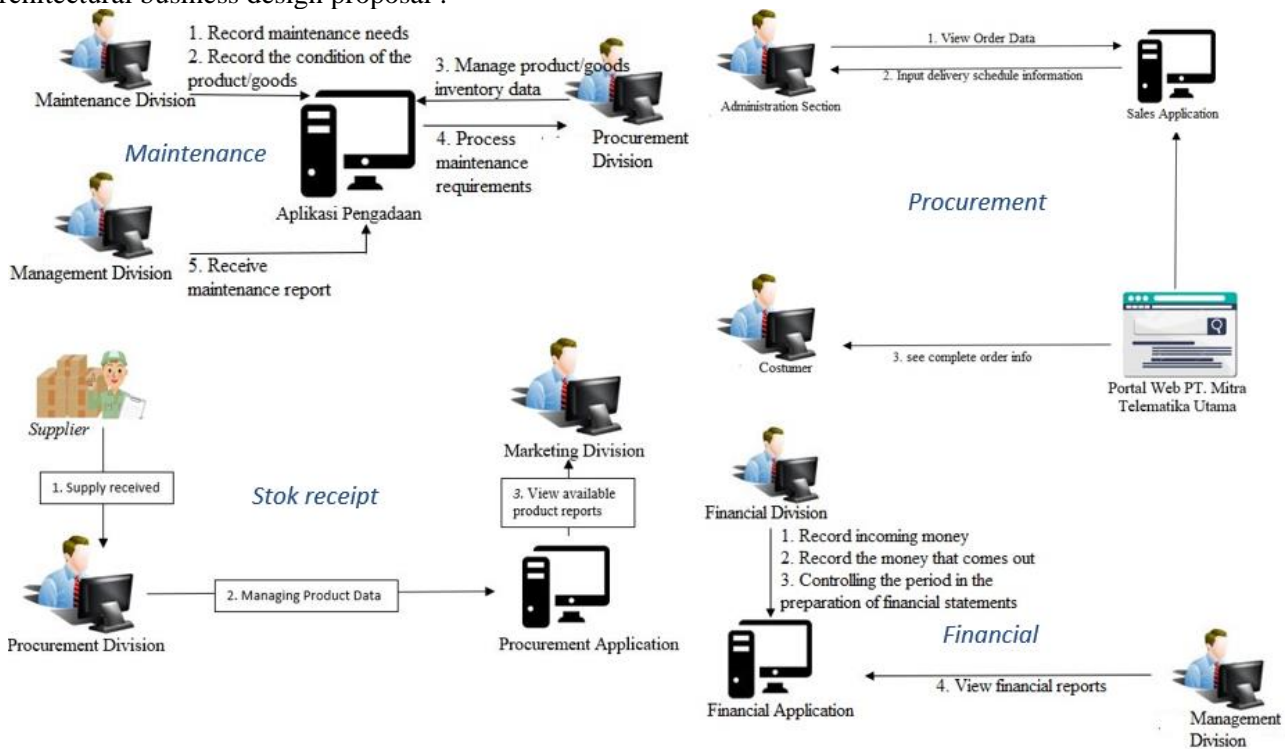 rchitectural business design proposal :
1. Record maintenance needs
2. Record the condition of the
product/goods
Maintenance Division
3. Manage product/goods
inventory data
Procurement
Division
4. Process
maintenance
requirements
Maintenance
Aplikasi Pengadaan
Management Division
5. Receive
maintenance report
1. View Order Data
2. Input delivery schedule information
Administration Section
Sales Application
Procurement
3. see complete order info
Costumer
Portal Web PT. Mitra
Telematika Utama
Supplier
1. Supply received
Stok receipt
Marketing Division
3. View available
product reports
2. Managing Product Data
Procurement Division
Procurement Application
Financial Division
1. Record incoming money
2. Record the money that comes out
3. Controlling the period in the
preparation of financial statements
Financial
4. View financial reports
Financial Application
Management
Division